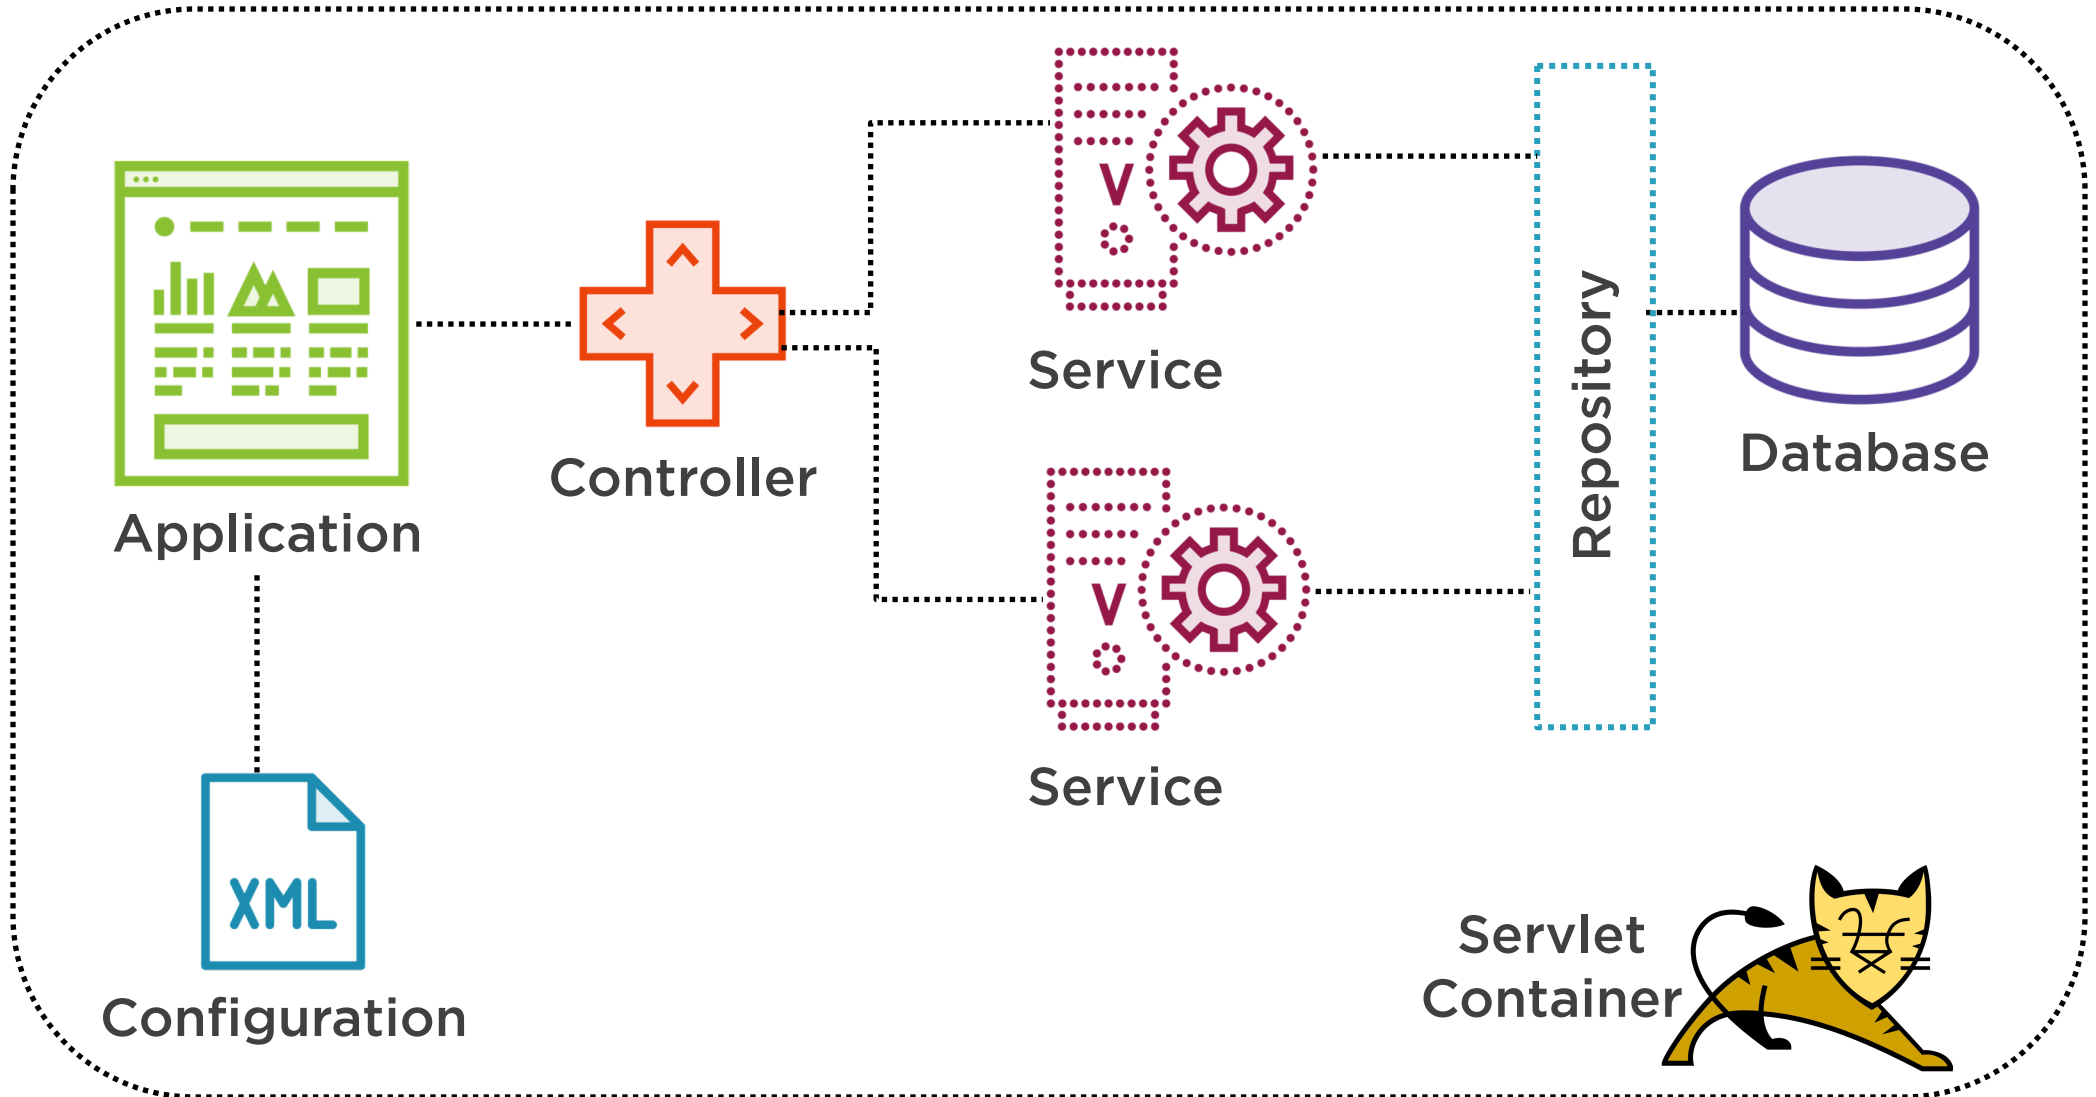 Service
Repository
Database
Controller
Application
Service
XML
Configuration
Servlet
Container